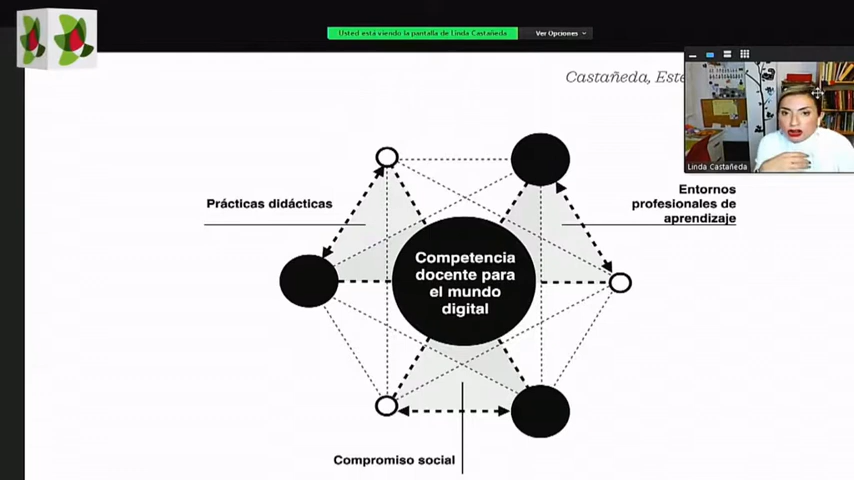 Usted está viendo la pantalla de Linda Castañeda
Ver Opciones
Castañeda, Este
Linda Castañeda
Prácticas didácticas
Entornos
profesionales de
aprendizaje
Competencia
docente para
el mundo
digital
Compromiso social